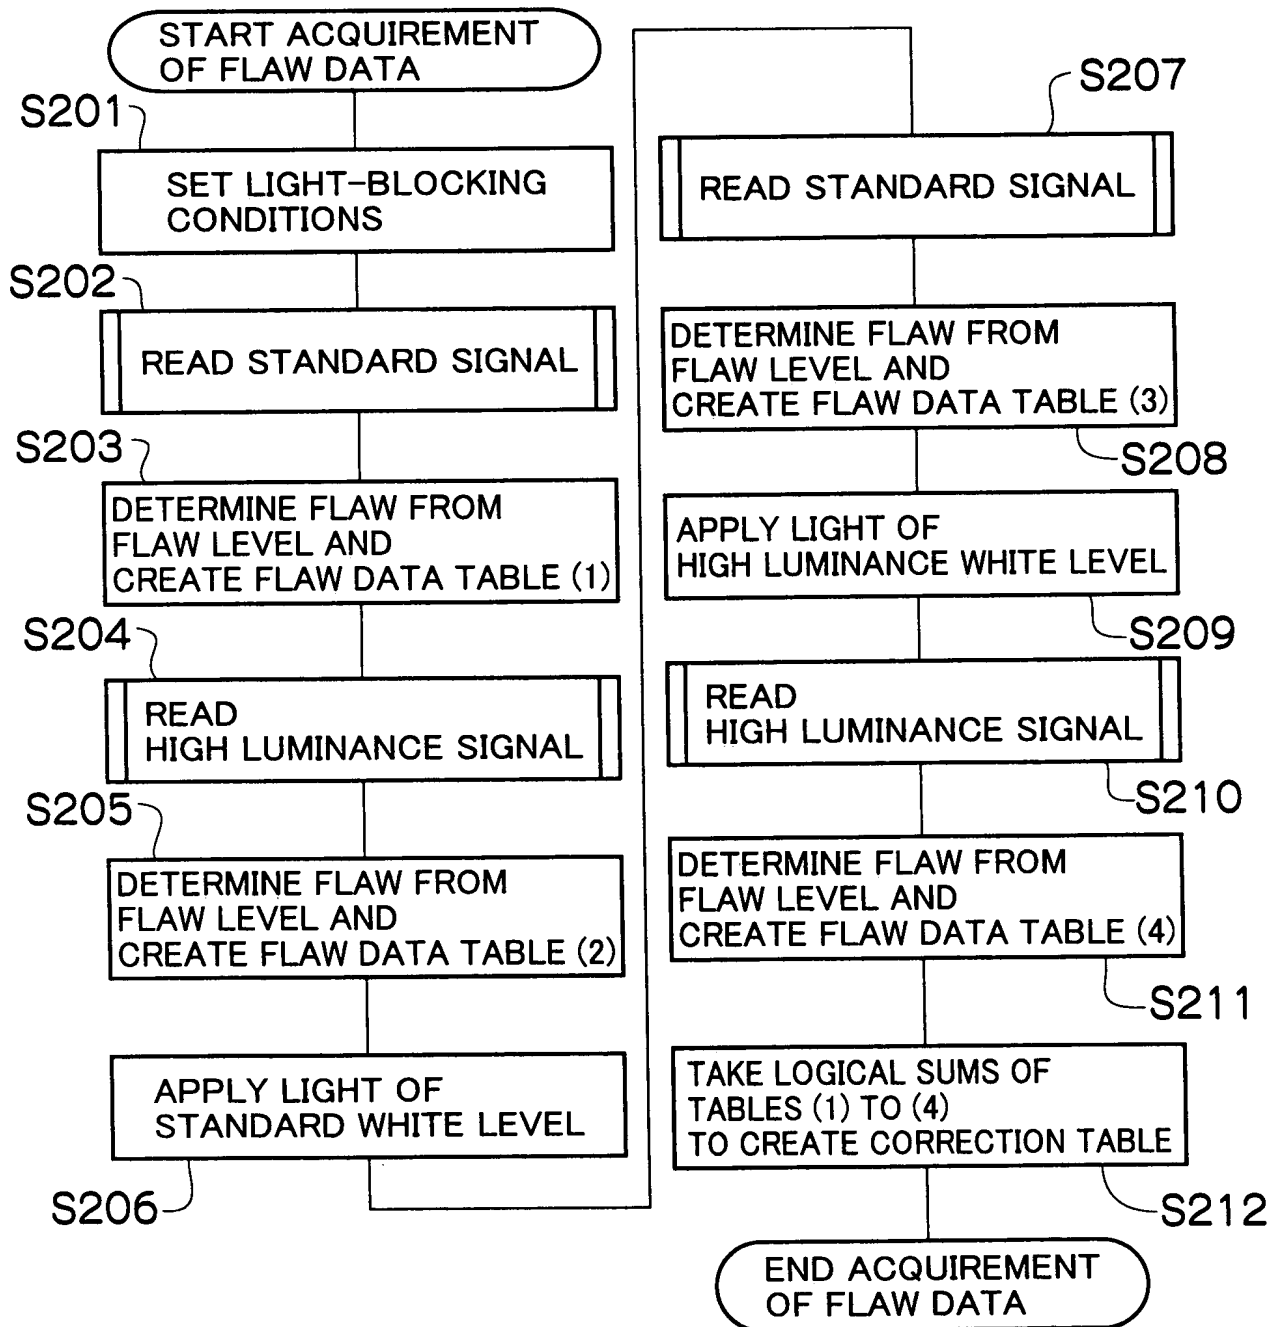 START ACQUIREMENT
OF FLAW DATA
S201
SET LIGHT-BLOCKING
CONDITIONS
S202
READ STANDARD SIGNAL
S203
DETERMINE FLAW FROM
FLAW LEVEL AND
CREATE FLAW DATA TABLE (1)
S204
READ
HIGH LUMINANCE SIGNAL
S205
DETERMINE FLAW FROM
FLAW LEVEL AND
CREATE FLAW DATA TABLE (2)
APPLY LIGHT OF
STANDARD WHITE LEVEL
S206
S207
READ STANDARD SIGNAL
DETERMINE FLAW FROM
FLAW LEVEL AND
CREATE FLAW DATA TABLE (3)
S208
APPLY LIGHT OF
HIGH LUMINANCE WHITE LEVEL
S209
READ
HIGH LUMINANCE SIGNAL
S210
DETERMINE FLAW FROM
FLAW LEVEL AND
CREATE FLAW DATA TABLE (4)
S211
TAKE LOGICAL SUMS OF
TABLES (1) TO (4)
TO CREATE CORRECTION TABLE
S212
END ACQUIREMENT
OF FLAW DATA